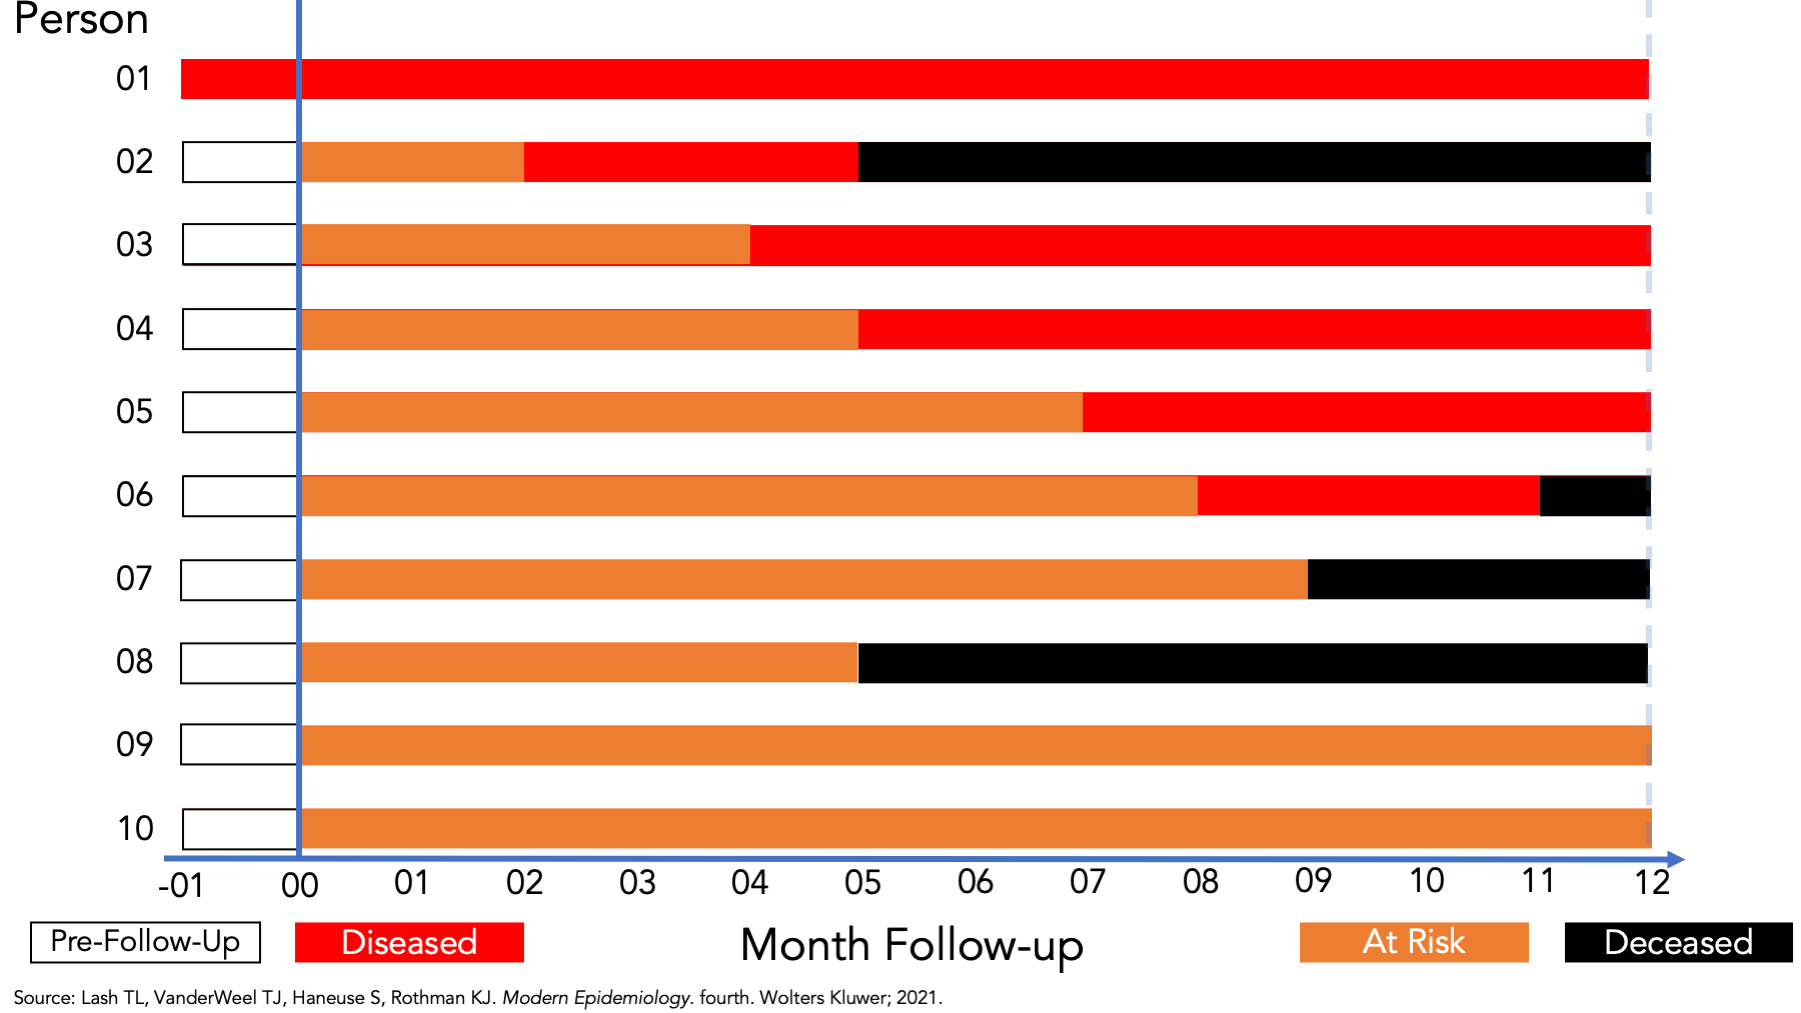 Person
01
02
03
04
05
06
07
08
09
10
-01 00 01 02 03 04 05 06 07 08 09 10 11 12
Pre-Follow-Up Diseased Month Follow-up At Risk Deceased
Source: Lash TL, VanderWeel TJ, Haneuse S, Rothman KJ. Modern Epidemiology. fourth. Wolters Kluwer; 2021.